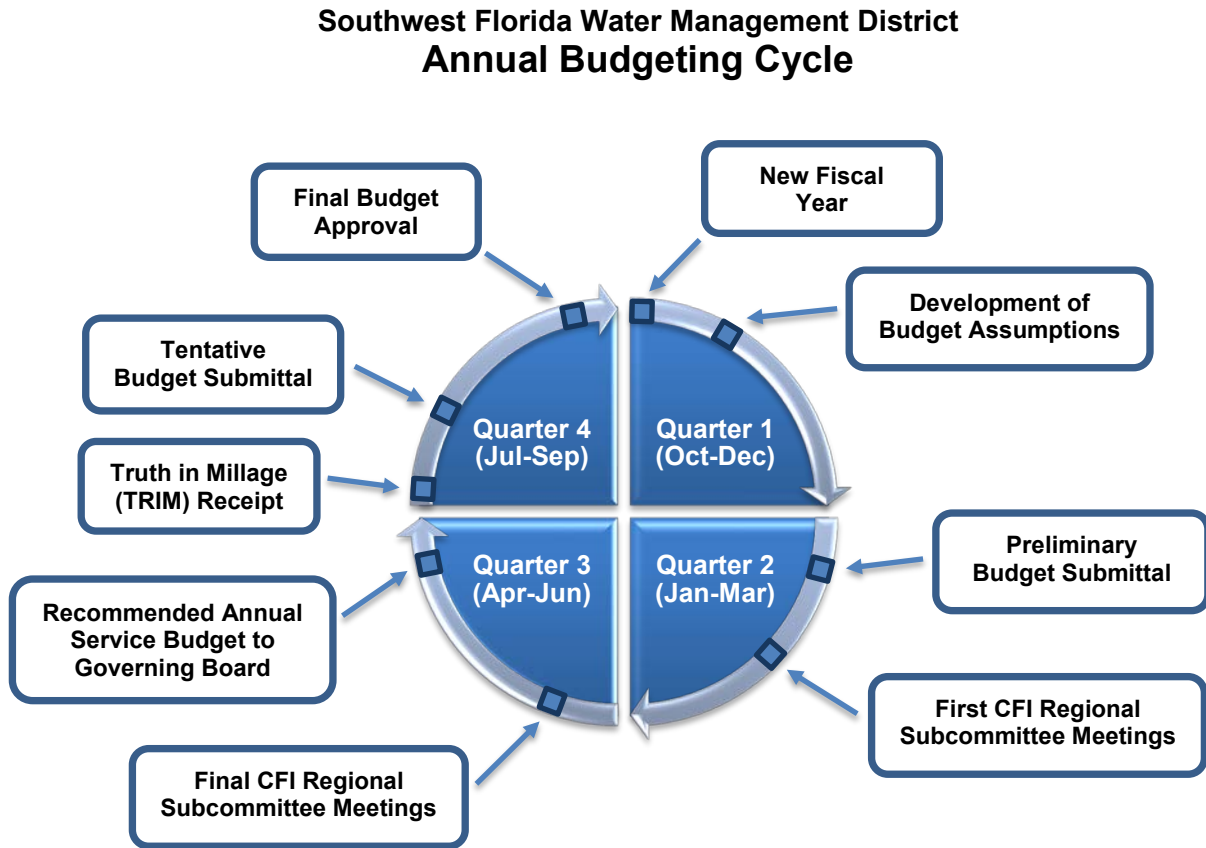 Southwest Florida Water Management District
Annual Budgeting Cycle
New Fiscal
Year
Development of
Budget Assumptions
Preliminary
Budget Submittal
First CFI Regional
Subcommittee Meetings
Final CFI Regional
Subcommittee Meetings
Recommended Annual
Service Budget to
Governing Board
Truth in Millage
(TRIM) Receipt
Tentative
Budget Submittal
Final Budget
Approval
Quarter 1
(Oct-Dec)
Quarter 2
(Jan-Mar)
Quarter 3
(Apr-Jun)
Quarter 4
(Jul-Sep)